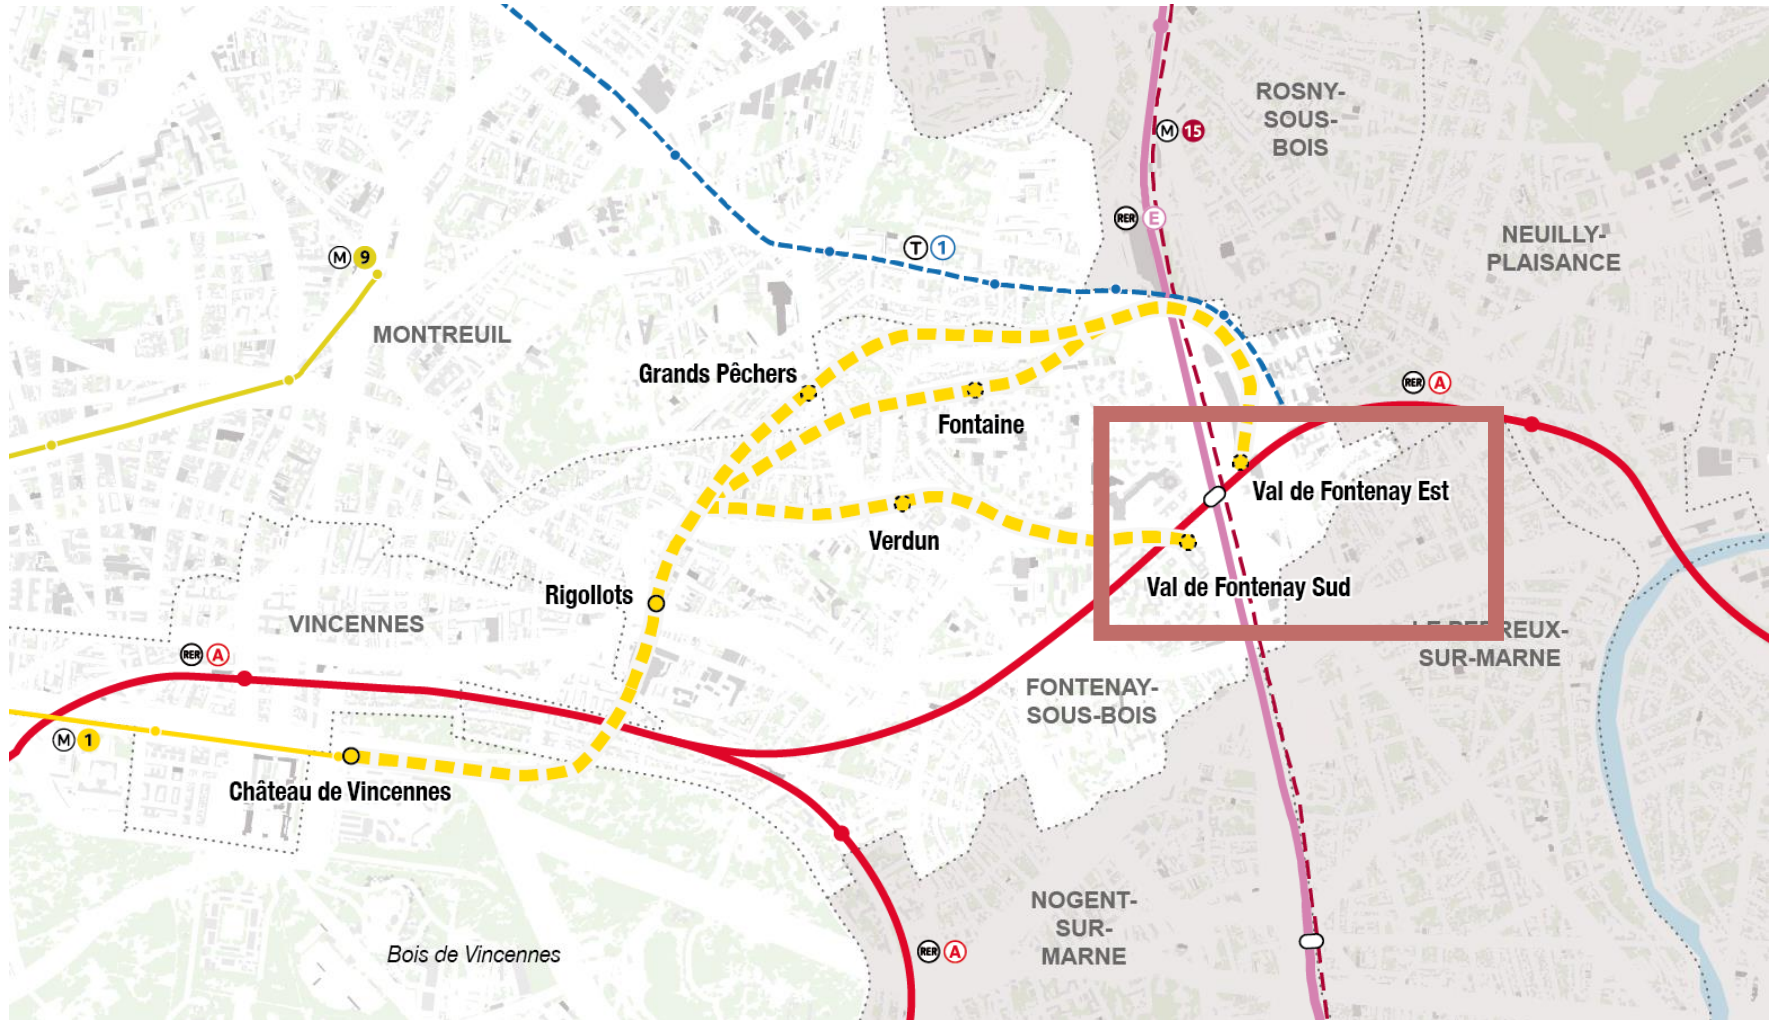 ROSNY-
SOUS-
BOIS
M 15
RER E
NEUILLY-
PLAISANCE
T 1
M 9
MONTREUIL
Grands Pêchers
RER A
Fontaine
Val de Fontenay Est
Verdun
Val de Fontenay Sud
Rigollots
VINCENNES
RER A
SUR-MARNE
FONTENAY-
SOUS-BOIS
M 1
Château de Vincennes
NOGENT-
SUR-
MARNE
RER A
Bois de Vincennes